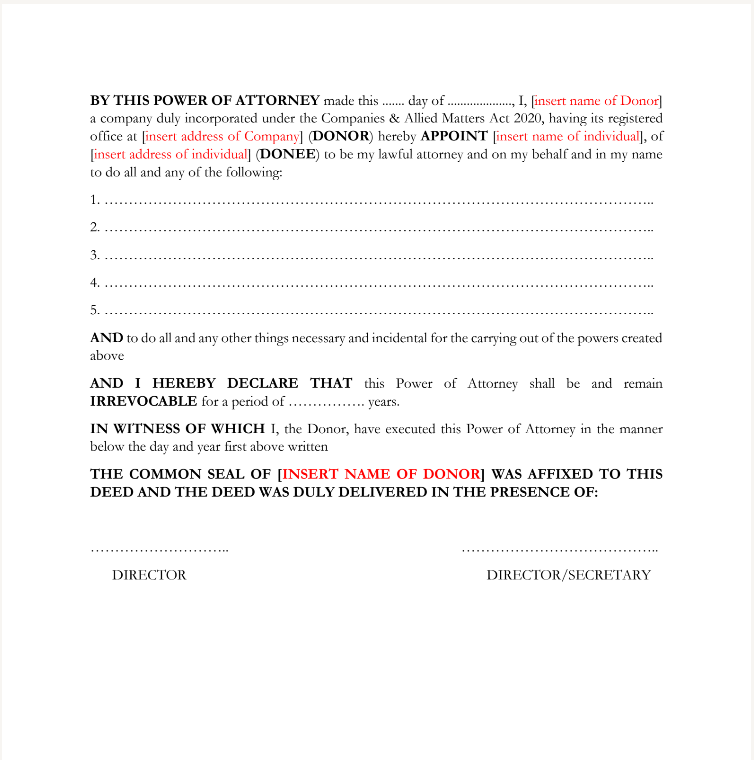 BY THIS POWER OF ATTORNEY made this ....... day of ...................., I, [insert name of Donor]
a company duly incorporated under the Companies & Allied Matters Act 2020, having its registered
office at [insert address of Company] (DONOR) hereby APPOINT [insert name of individual], of
[insert address of individual] (DONEE) to be my lawful attorney and on my behalf and in my name
to do all and any of the following:
1. …………………………………………………………………………………………………..
2. …………………………………………………………………………………………………..
3. …………………………………………………………………………………………………..
4. …………………………………………………………………………………………………..
5. …………………………………………………………………………………………………..
AND to do all and any other things necessary and incidental for the carrying out of the powers created
above
AND I HEREBY DECLARE THAT this Power of Attorney shall be and remain
IRREVOCABLE for a period of ……………. years.
IN WITNESS OF WHICH I, the Donor, have executed this Power of Attorney in the manner
below the day and year first above written
THE COMMON SEAL OF [INSERT NAME OF DONOR] WAS AFFIXED TO THIS
DEED AND THE DEED WAS DULY DELIVERED IN THE PRESENCE OF:
……………………….. …………………………………..
DIRECTOR DIRECTOR/SECRETARY